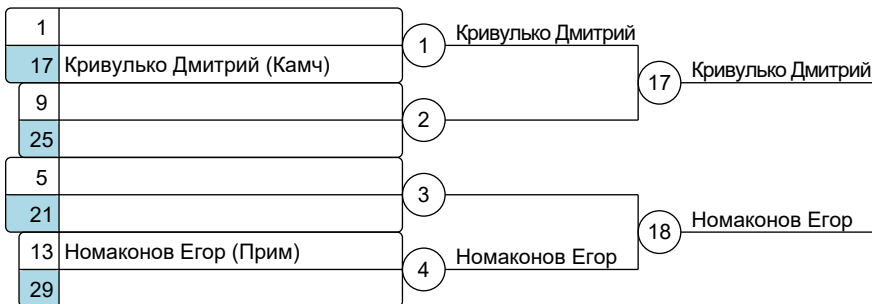 1
17 Кривулько Дмитрий (Камч)
9
25
5
21
13 Номаконов Егор (Прим)
29
1 Кривулько Дмитрий
2
3
4 Номаконов Егор
17 Кривулько Дмитрий
18 Номаконов Егор